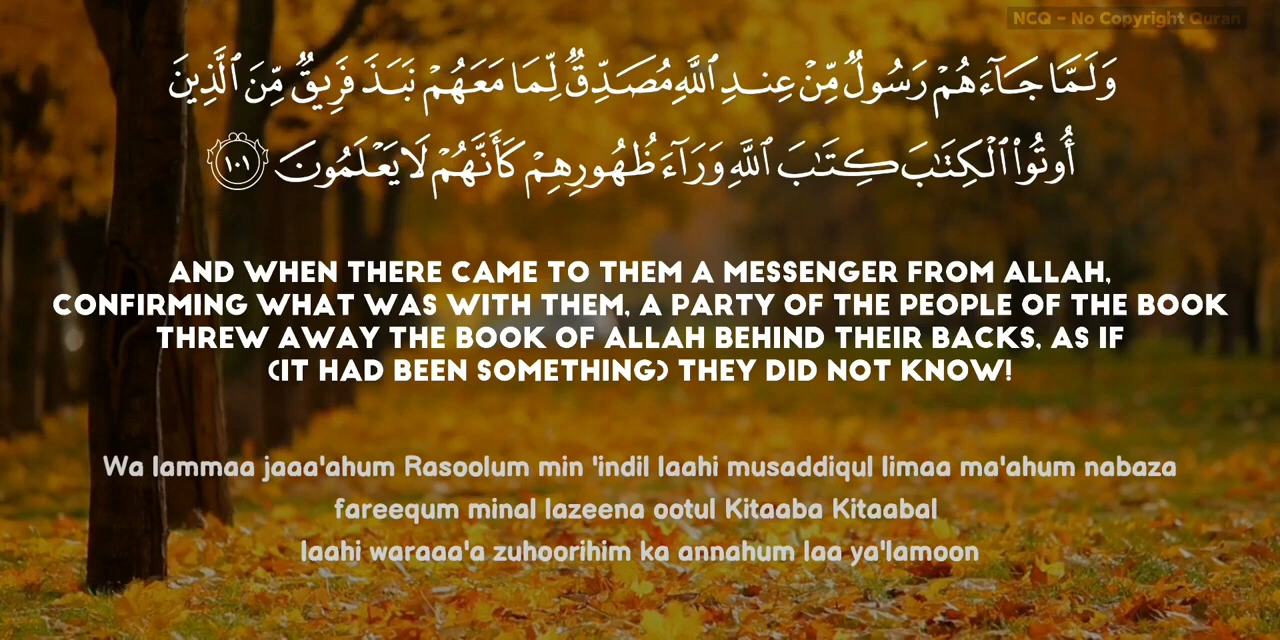 NCQ - No Copyright Quran
وَلَمَّا جَآءَهُمْ رَسُولٌ مِّنْ عِندِ ٱللَّهِ مُصَدِّقٌ لِّمَا مَعَهُمْ نَبَذَ فَرِيقٌ مِّنَ ٱلَّذِينَ
أُوتُوا۟ ٱلْكِتَٰبَ كِتَٰبَ ٱللَّهِ وَرَآءَ ظُهُورِهِمْ كَأَنَّهُمْ لَا يَعْلَمُونَ ١٠١
AND WHEN THERE CAME TO THEM A MESSENGER FROM ALLAH,
CONFIRMING WHAT WAS WITH THEM, A PARTY OF THE PEOPLE OF THE BOOK
THREW AWAY THE BOOK OF ALLAH BEHIND THEIR BACKS, AS IF
(IT HAD BEEN SOMETHING) THEY DID NOT KNOW!
Wa lammaa jaaa'ahum Rasoolum min 'indil laahi musaddiqul limaa ma'ahum nabaza
fareequm minal lazeena ootul Kitaaba Kitaabal
laahi waraaa'a zuhoorihim ka annahum laa ya'lamoon